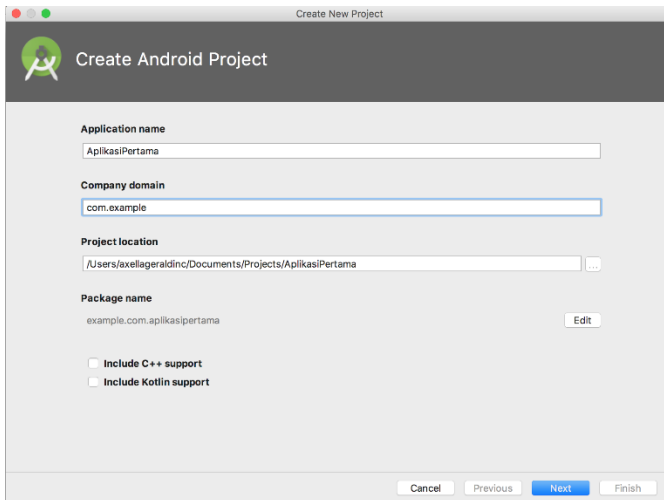 Create New Project
Create Android Project
Application name
AplikasiPertama
Company domain
com.example
Project location
/Users/axellageraldinc/Documents/Projects/AplikasiPertama
...
Package name
example.com.aplikasipertama
Edit
Include C++ support
Include Kotlin support
Cancel Previous Next Finish